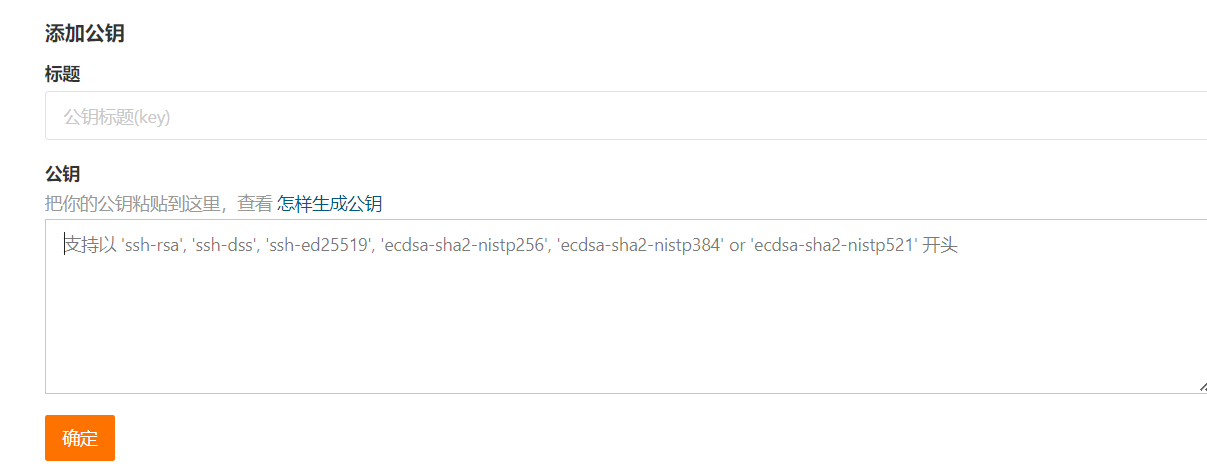 添加公钥
标题
公钥标题(key)
公钥
把你的公钥粘贴到这里，查看 怎样生成公钥
支持以 'ssh-rsa', 'ssh-dss', 'ssh-ed25519', 'ecdsa-sha2-nistp256', 'ecdsa-sha2-nistp384' or 'ecdsa-sha2-nistp521' 开头
确定